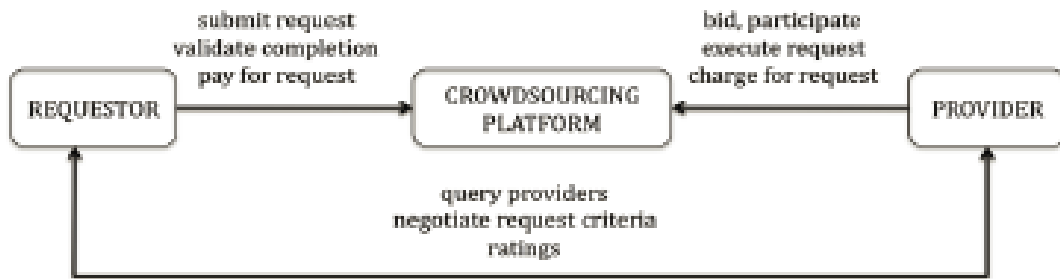 submit request
validate completion
pay for request
bid, participate
execute request
charge for request
REQUESTOR
CROWDSOURCING
PLATFORM
PROVIDER
query providers
negotiate request criteria
ratings